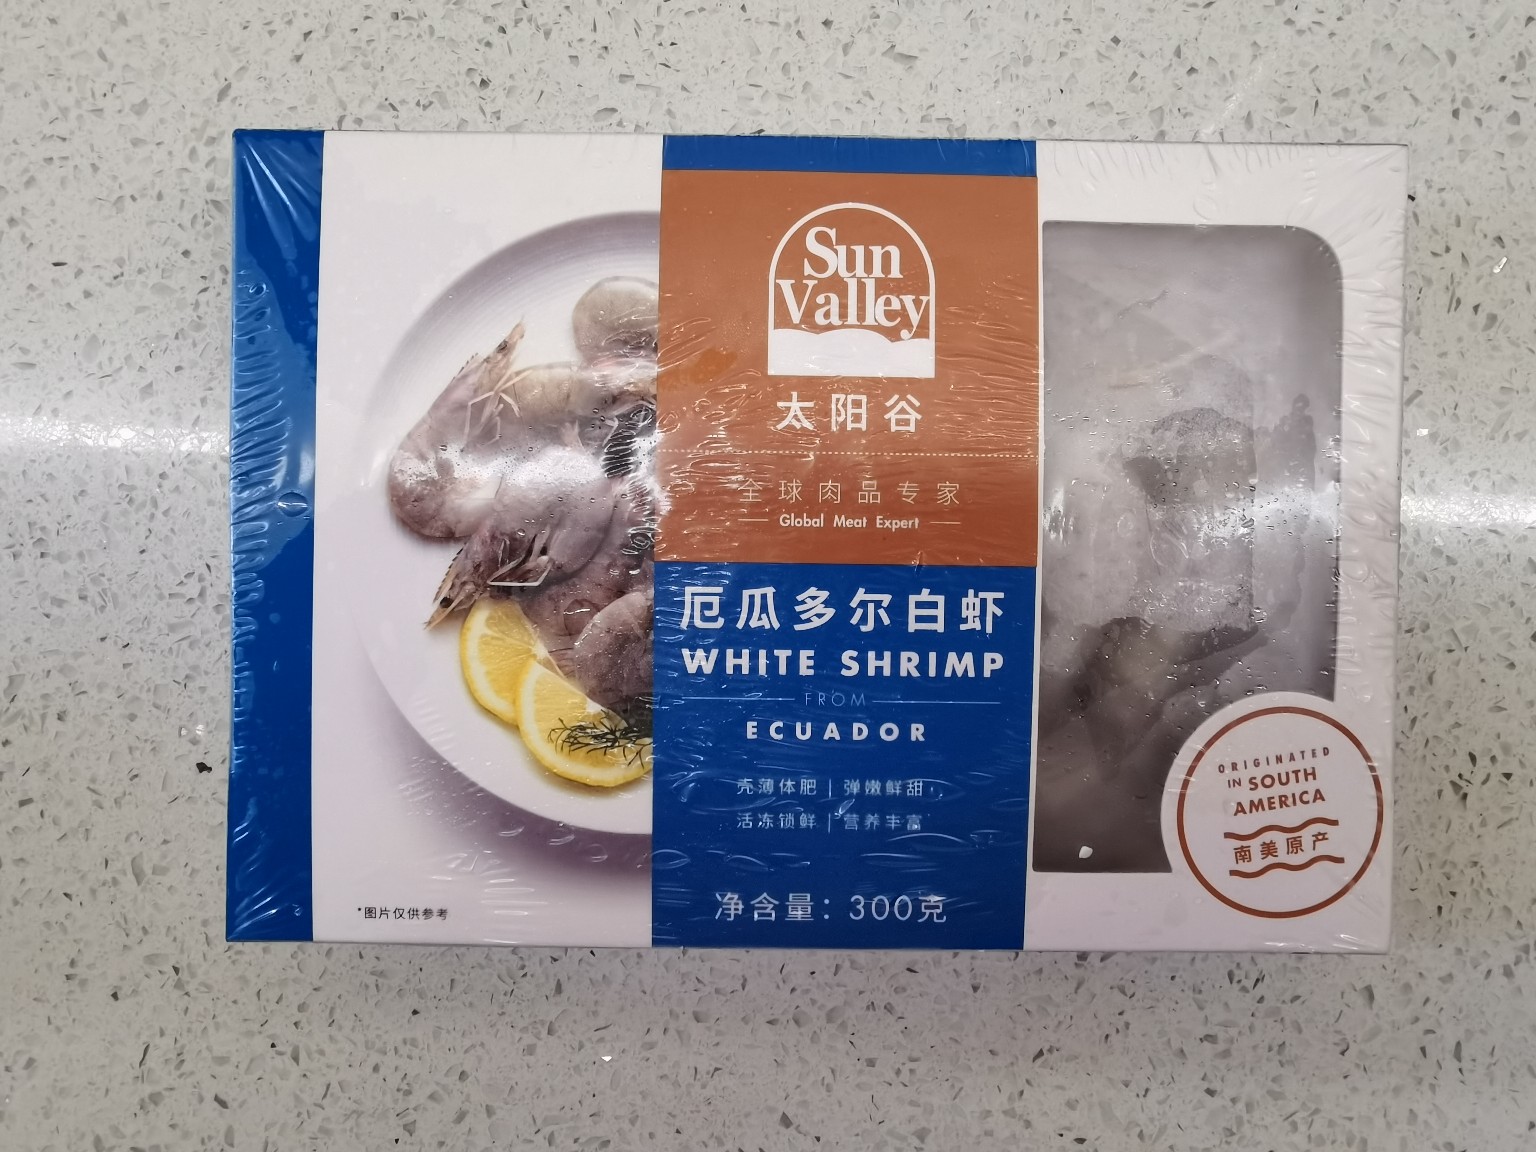 Sun
Valley
太阳谷
全球肉品专家
Global Meat Expert
厄瓜多尔白虾
WHITE SHRIMP
FROM
ECUADOR
壳薄体肥 | 弹嫩鲜甜
活冻锁鲜 | 营养丰富
净含量：300克
*图片仅供参考
ORIGINATED
IN SOUTH
AMERICA
南美原产